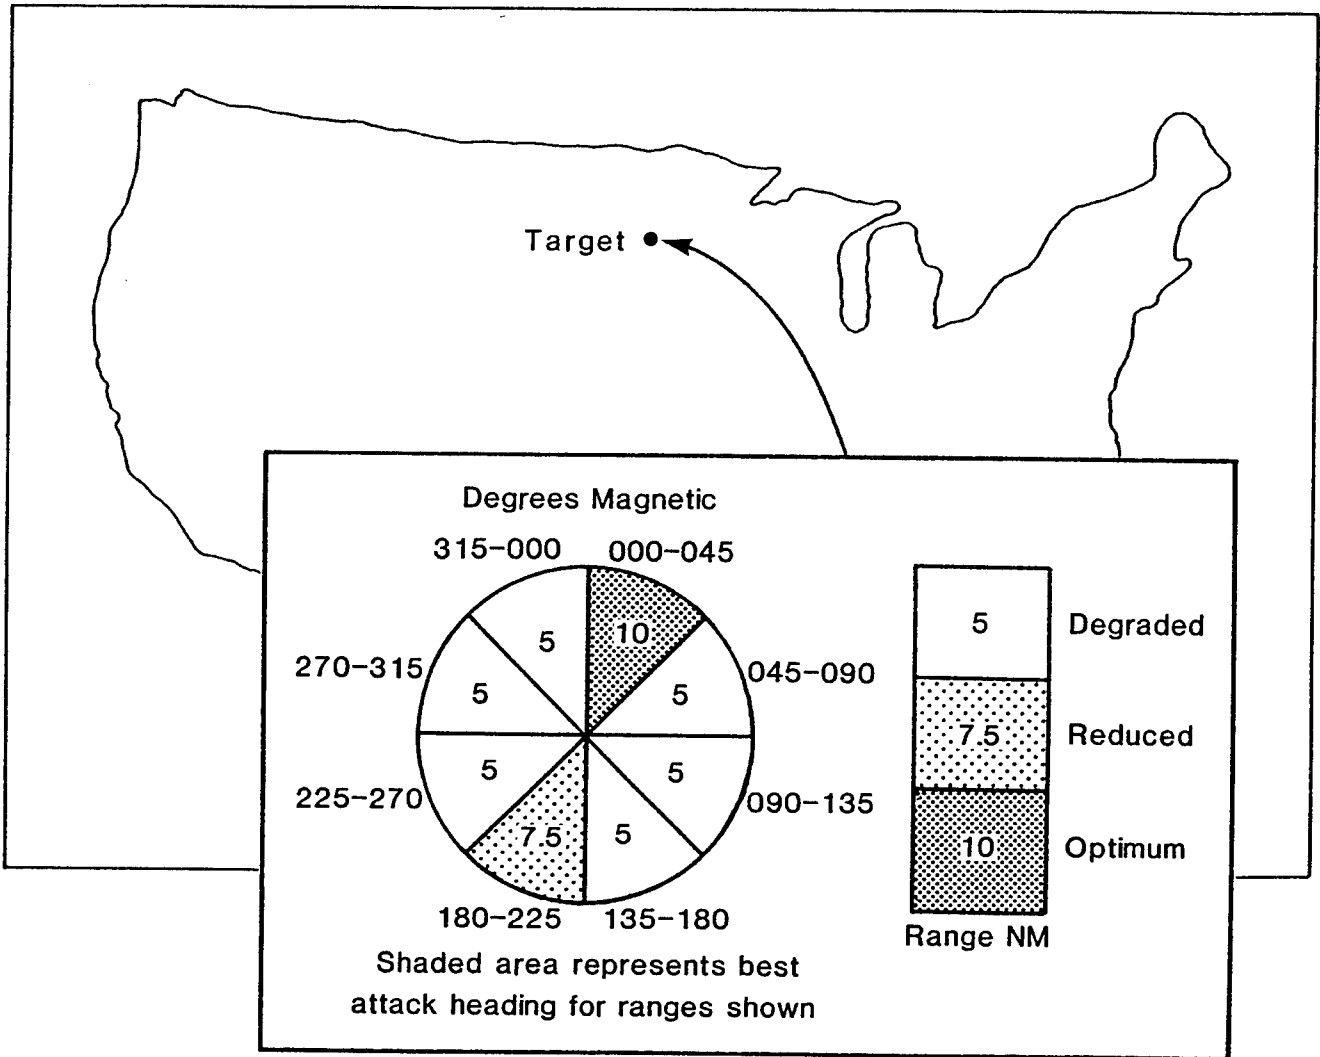 Target
Degrees Magnetic
315-000
000-045
5
10
270-315
5
5
045-090
225-270
5
5
090-135
7.5
5
180-225
135-180
Shaded area represents best
attack heading for ranges shown
5
Degraded
7.5
Reduced
10
Optimum
Range NM